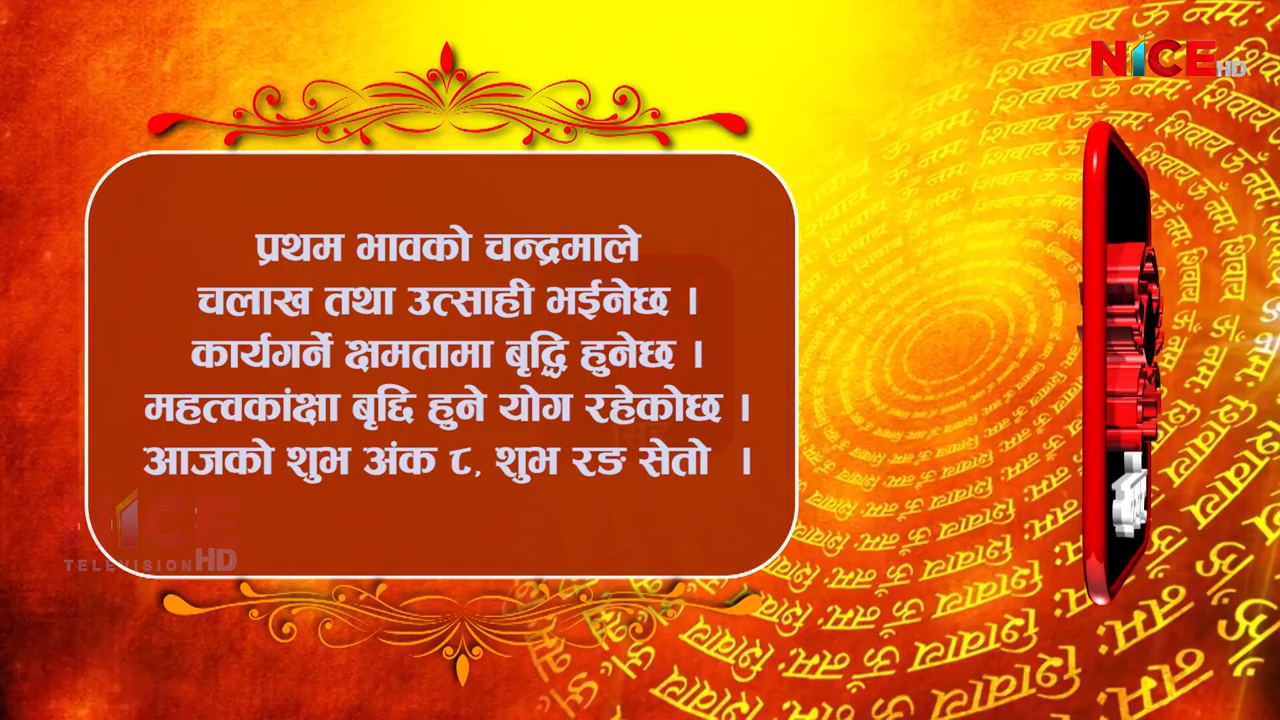 NICE HD
प्रथम भावको चन्द्रमाले
चलाख तथा उत्साही भईनेछ ।
कार्यगर्ने क्षमतामा बृद्धि हुनेछ ।
महत्वकांक्षा बृद्दि हुने योग रहेकोछ ।
आजको शुभ अंक ८, शुभ रङ सेतो ।
NICE
TELEVISION HD
ॐ नमः शिवाय